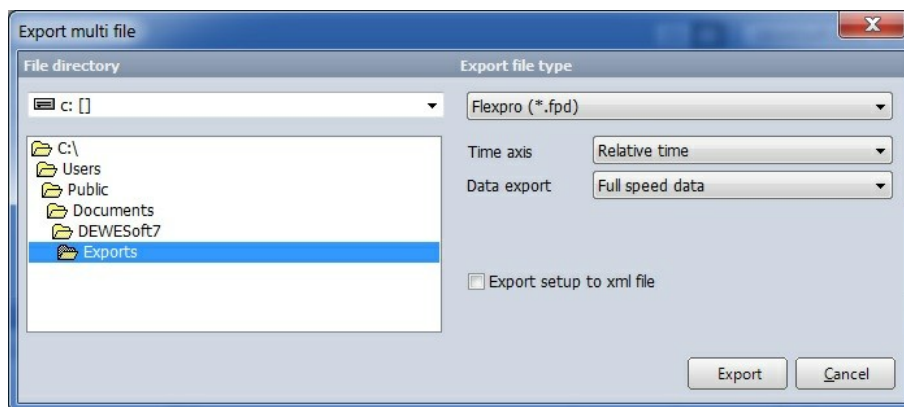 Export multi file
File directory
Export file type
c: []
Flexpro (*.fpd)
C:\
Users
Public
Documents
DEWESoft7
Exports
Time axis
Relative time
Data export
Full speed data
Export setup to xml file
Export
Cancel